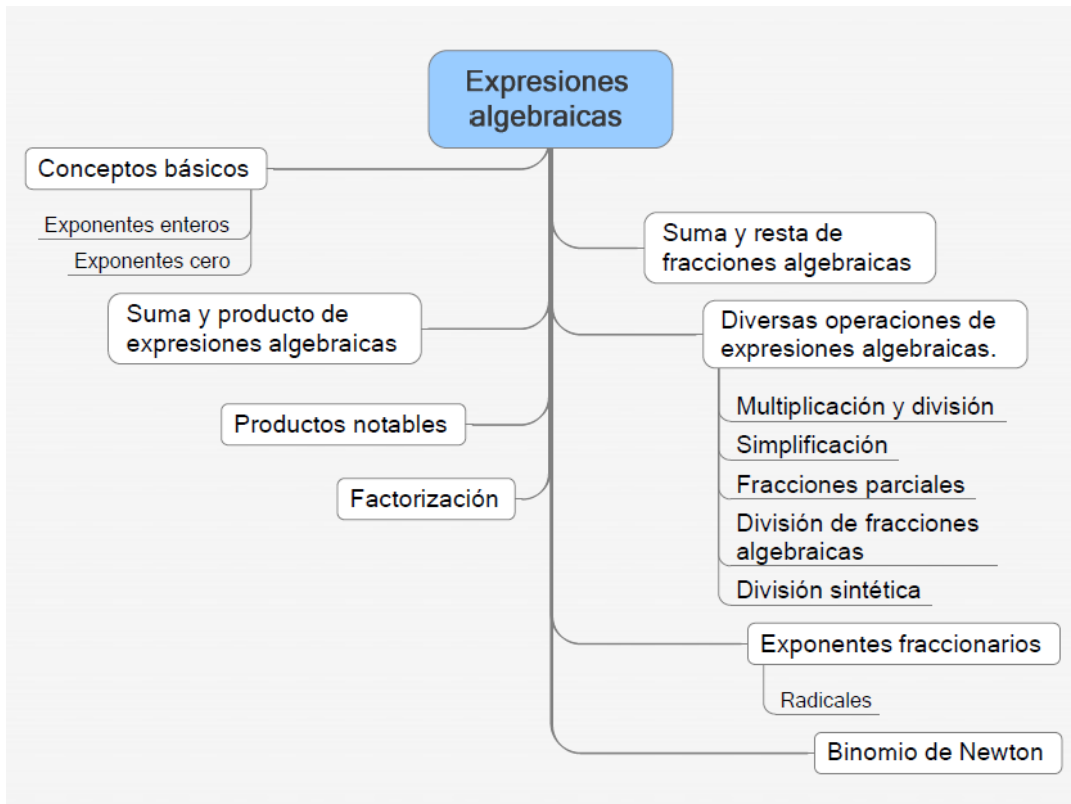 Expresiones
algebraicas
Conceptos básicos
Exponentes enteros
Exponentes cero
Suma y producto de
expresiones algebraicas
Productos notables
Factorización
Suma y resta de
fracciones algebraicas
Diversas operaciones de
expresiones algebraicas.
Multiplicación y división
Simplificación
Fracciones parciales
División de fracciones
algebraicas
División sintética
Exponentes fraccionarios
Radicales
Binomio de Newton